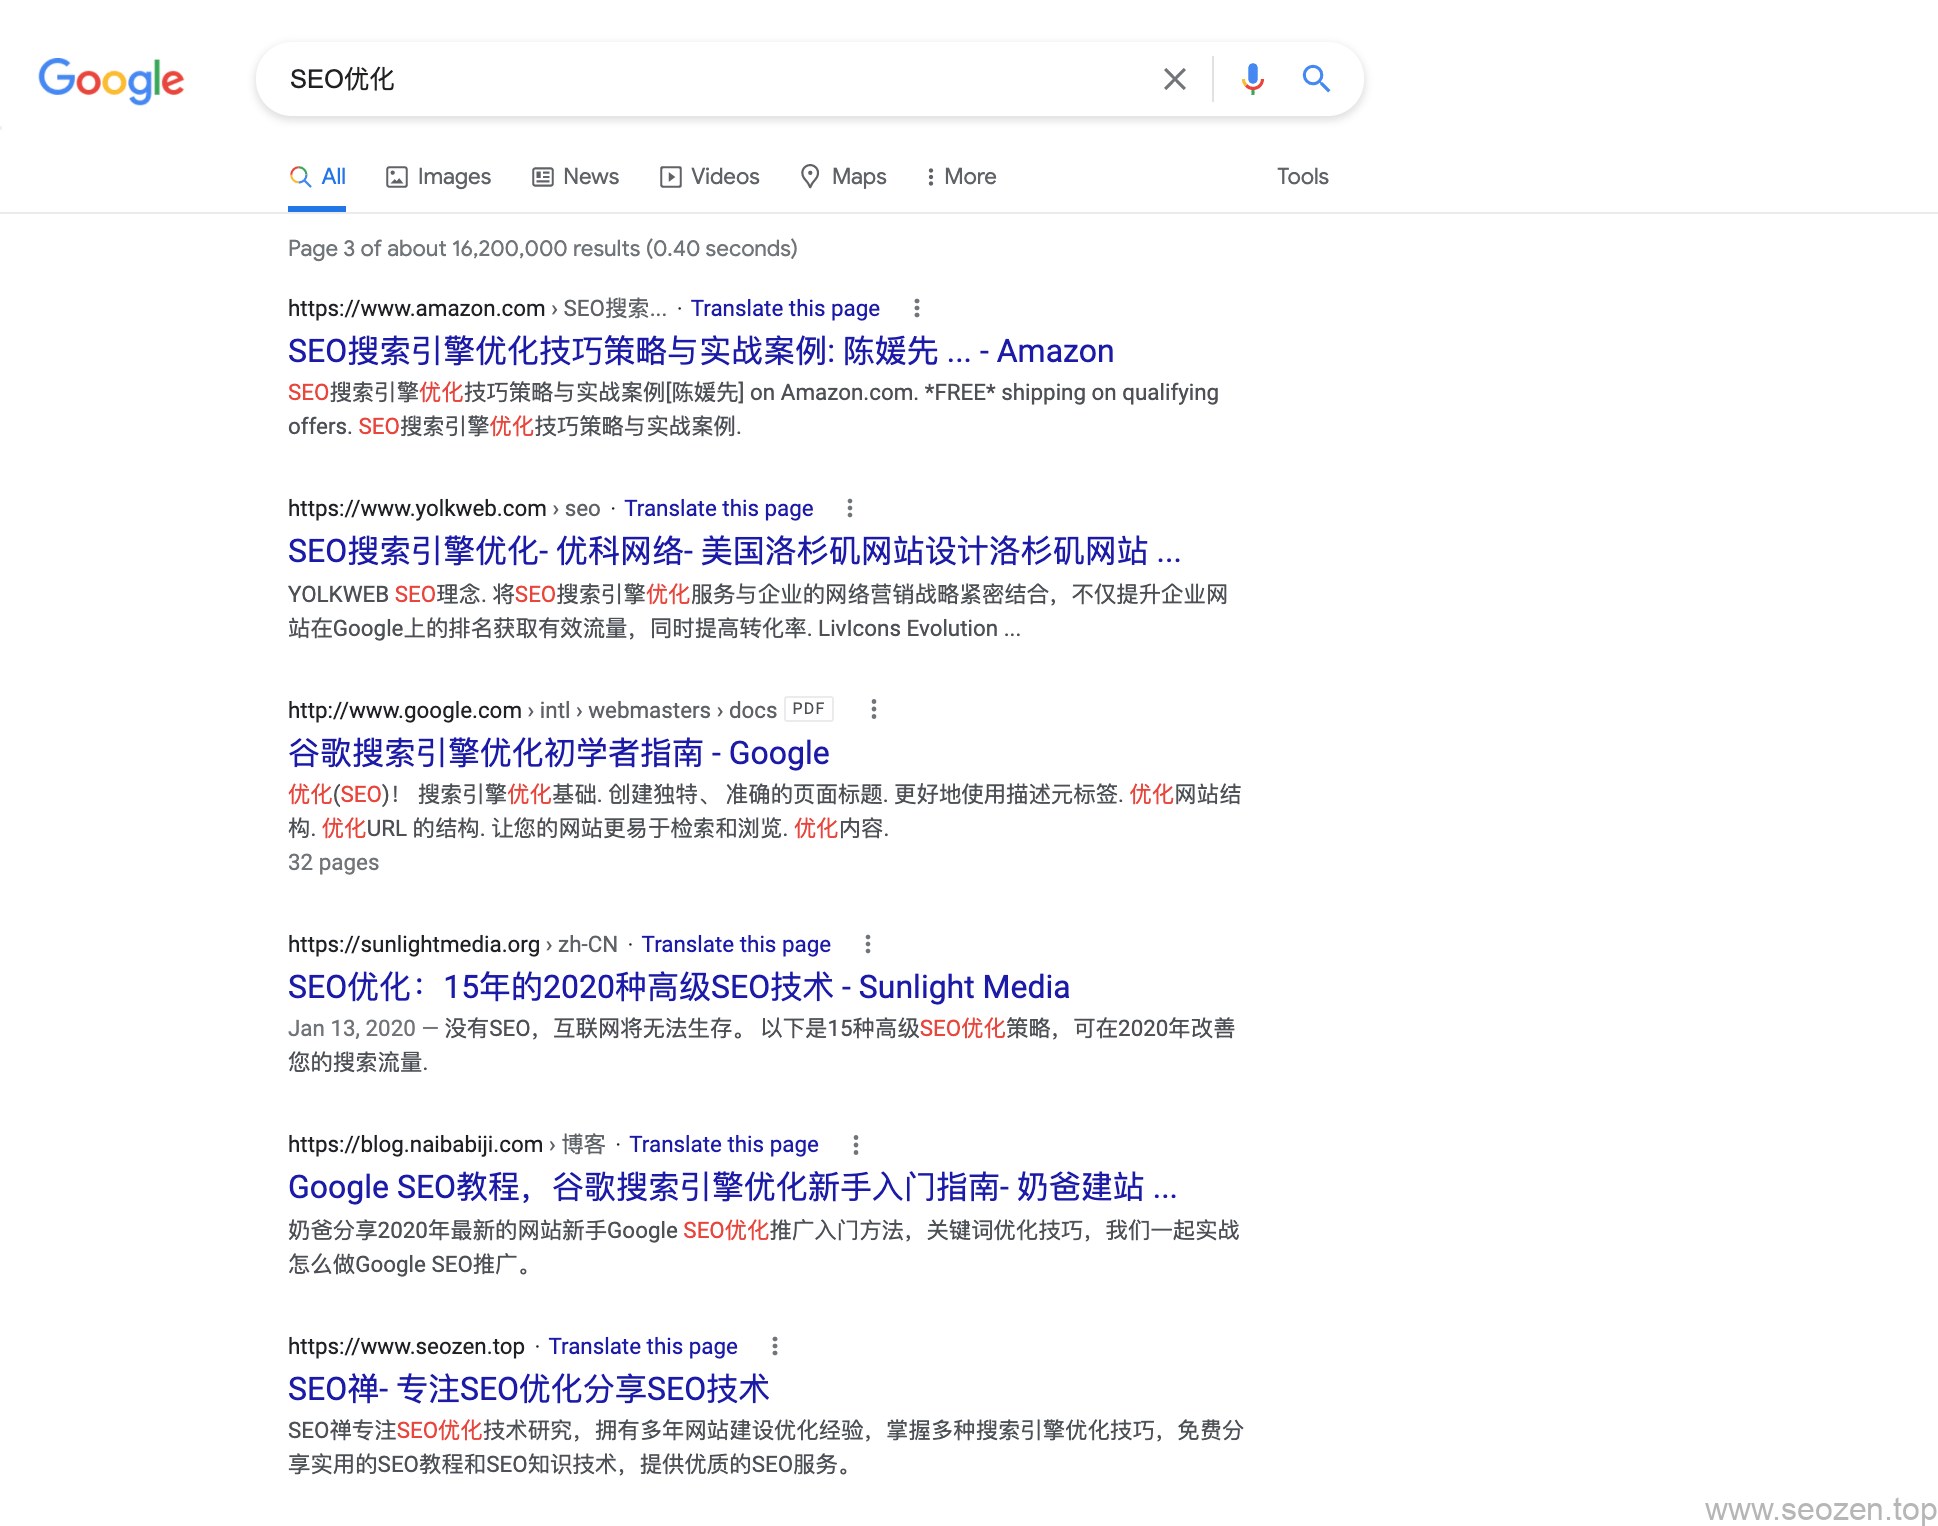 Google
SEO优化
All Images News Videos Maps More Tools
Page 3 of about 16,200,000 results (0.40 seconds)
https://www.amazon.com › SEO搜索... · Translate this page
SEO搜索引擎优化技巧策略与实战案例: 陈媛先 ... - Amazon
SEO搜索引擎优化技巧策略与实战案例[陈媛先] on Amazon.com. *FREE* shipping on qualifying
offers. SEO搜索引擎优化技巧策略与实战案例.
https://www.yolkweb.com › seo · Translate this page
SEO搜索引擎优化- 优科网络- 美国洛杉矶网站设计洛杉矶网站 ...
YOLKWEB SEO理念. 将SEO搜索引擎优化服务与企业的网络营销战略紧密结合，不仅提升企业网
站在Google上的排名获取有效流量，同时提高转化率. LivIcons Evolution ...
http://www.google.com › intl › webmasters › docs PDF
谷歌搜索引擎优化初学者指南 - Google
优化(SEO)！ 搜索引擎优化基础. 创建独特、 准确的页面标题. 更好地使用描述元标签. 优化网站结
构. 优化URL 的结构. 让您的网站更易于检索和浏览. 优化内容.
32 pages
https://sunlightmedia.org › zh-CN · Translate this page
SEO优化：15年的2020种高级SEO技术 - Sunlight Media
Jan 13, 2020 — 没有SEO，互联网将无法生存。 以下是15种高级SEO优化策略，可在2020年改善
您的搜索流量.
https://blog.naibabiji.com › 博客 · Translate this page
Google SEO教程，谷歌搜索引擎优化新手入门指南- 奶爸建站 ...
奶爸分享2020年最新的网站新手Google SEO优化推广入门方法，关键词优化技巧，我们一起实战
怎么做Google SEO推广。
https://www.seozen.top · Translate this page
SEO禅- 专注SEO优化分享SEO技术
SEO禅专注SEO优化技术研究，拥有多年网站建设优化经验，掌握多种搜索引擎优化技巧，免费分
享实用的SEO教程和SEO知识技术，提供优质的SEO服务。
www.seozen.top